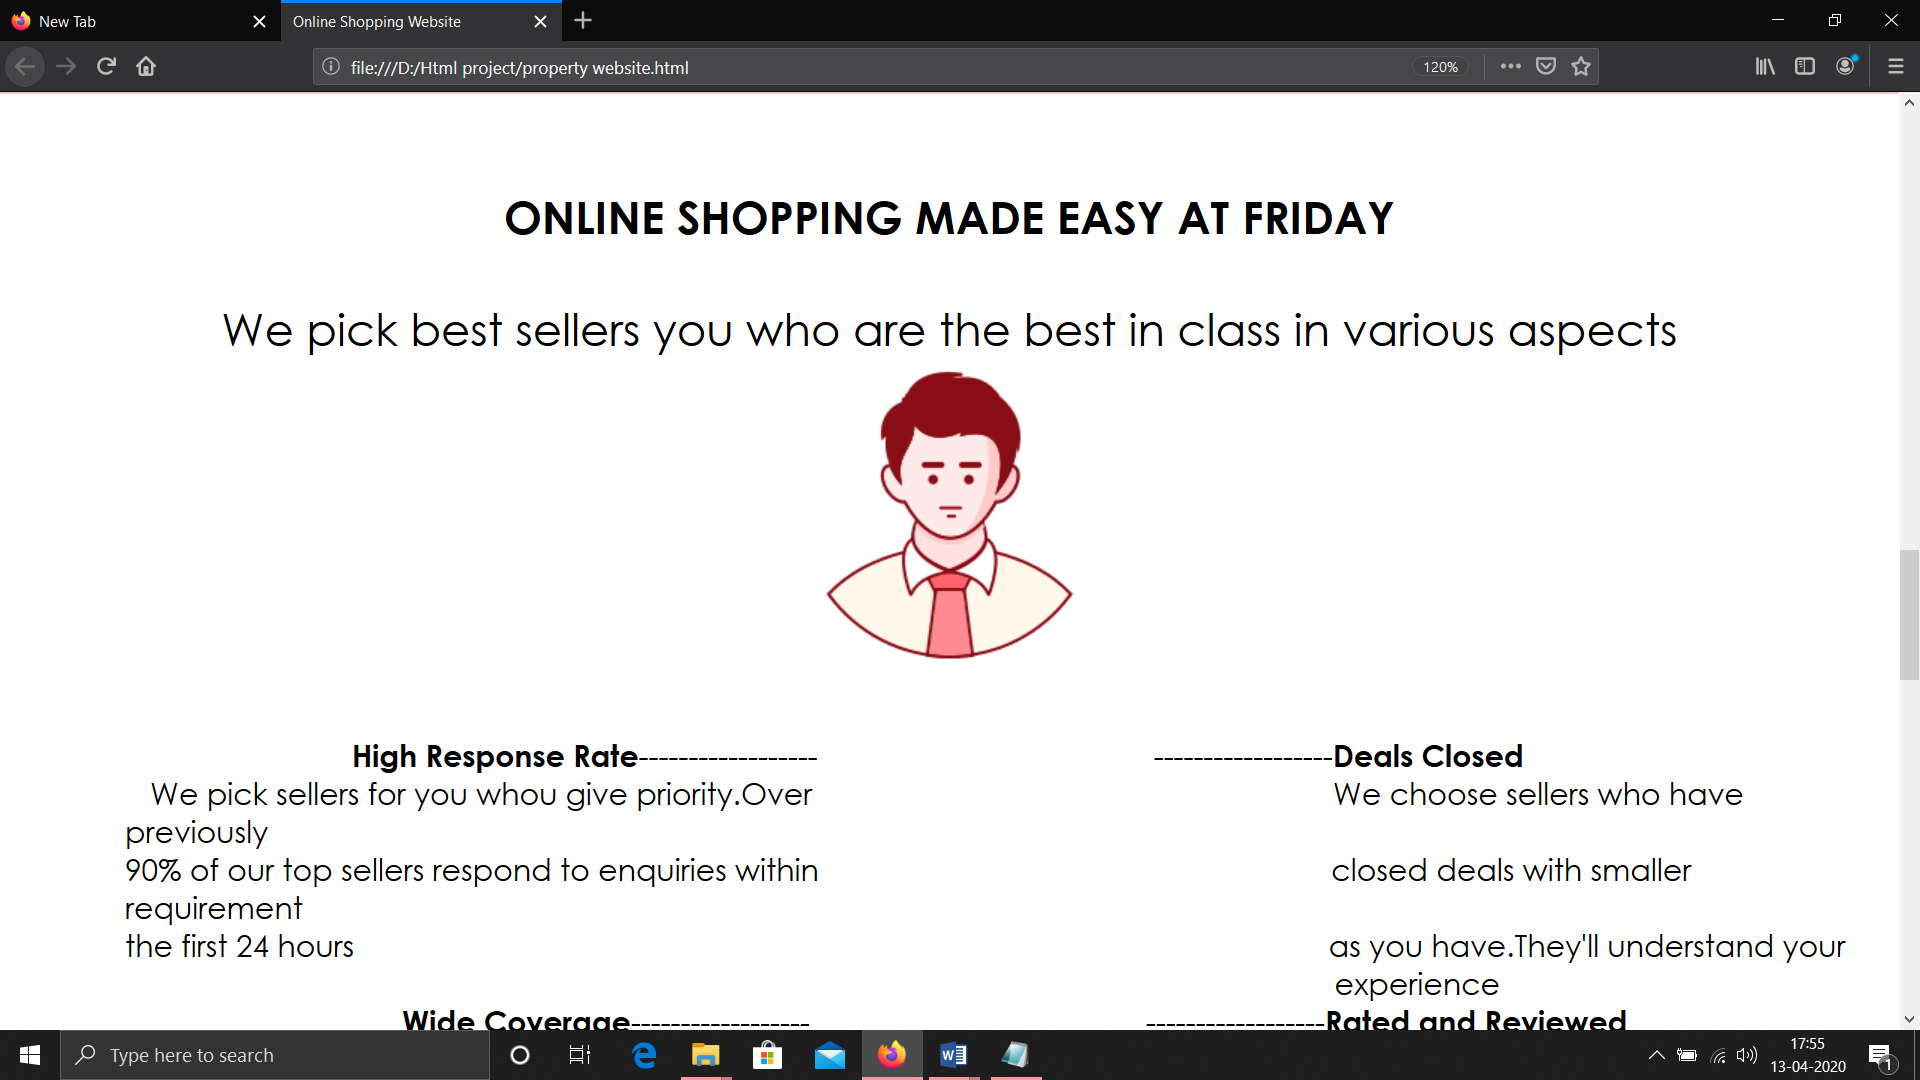 New Tab
Online Shopping Website
file:///D:/Html project/property website.html
120%
ONLINE SHOPPING MADE EASY AT FRIDAY
We pick best sellers you who are the best in class in various aspects
High Response Rate------------------ ------------------Deals Closed
We pick sellers for you whou give priority.Over We choose sellers who have
previously
90% of our top sellers respond to enquiries within closed deals with smaller
requirement
the first 24 hours as you have.They'll understand your
experience
Wide Coverage------------------ ------------------Rated and Reviewed
Type here to search
17:55
13-04-2020
1